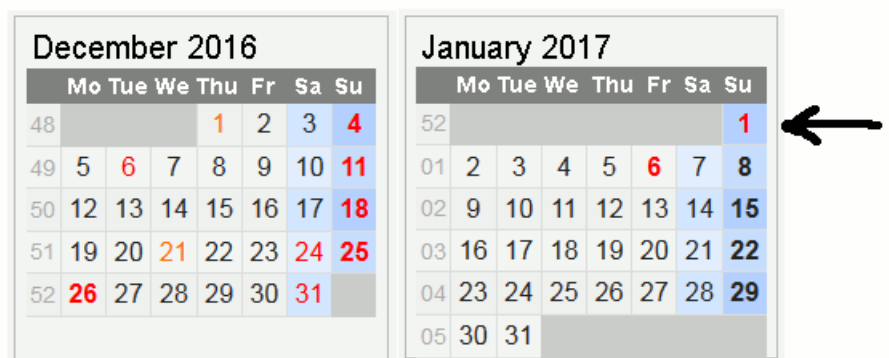 December 2016
Mo Tue We Thu Fr Sa Su
48 1 2 3 4
49 5 6 7 8 9 10 11
50 12 13 14 15 16 17 18
51 19 20 21 22 23 24 25
52 26 27 28 29 30 31
January 2017
Mo Tue We Thu Fr Sa Su
52 1
01 2 3 4 5 6 7 8
02 9 10 11 12 13 14 15
03 16 17 18 19 20 21 22
04 23 24 25 26 27 28 29
05 30 31